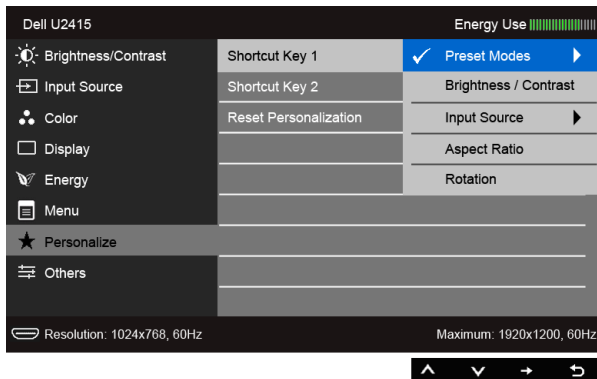 Dell U2415 Energy Use
Brightness/Contrast Shortcut Key 1 Preset Modes
Input Source Shortcut Key 2 Brightness / Contrast
Color Reset Personalization Input Source
Display Aspect Ratio
Energy Rotation
Menu
Personalize
Others
Resolution: 1024x768, 60Hz Maximum: 1920x1200, 60Hz